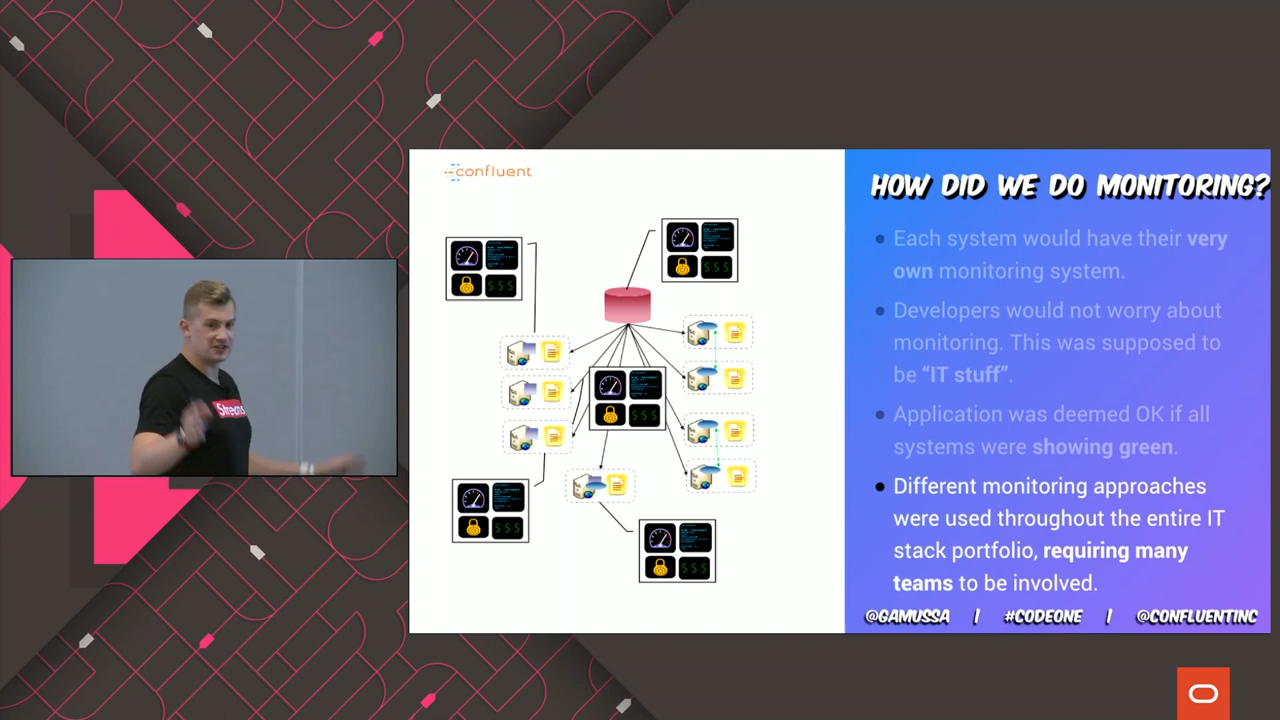 confluent
HOW DID WE DO MONITORING?
Each system would have their very
own monitoring system.
Developers would not worry about
monitoring. This was supposed to
be “IT stuff”.
Application was deemed OK if all
systems were showing green.
Different monitoring approaches
were used throughout the entire IT
stack portfolio, requiring many
teams to be involved.
@GAMUSSA | #CODEONE | @CONFLUENTINC
$ $ $
$ $ $
$ $ $
$ $ $
$ $ $